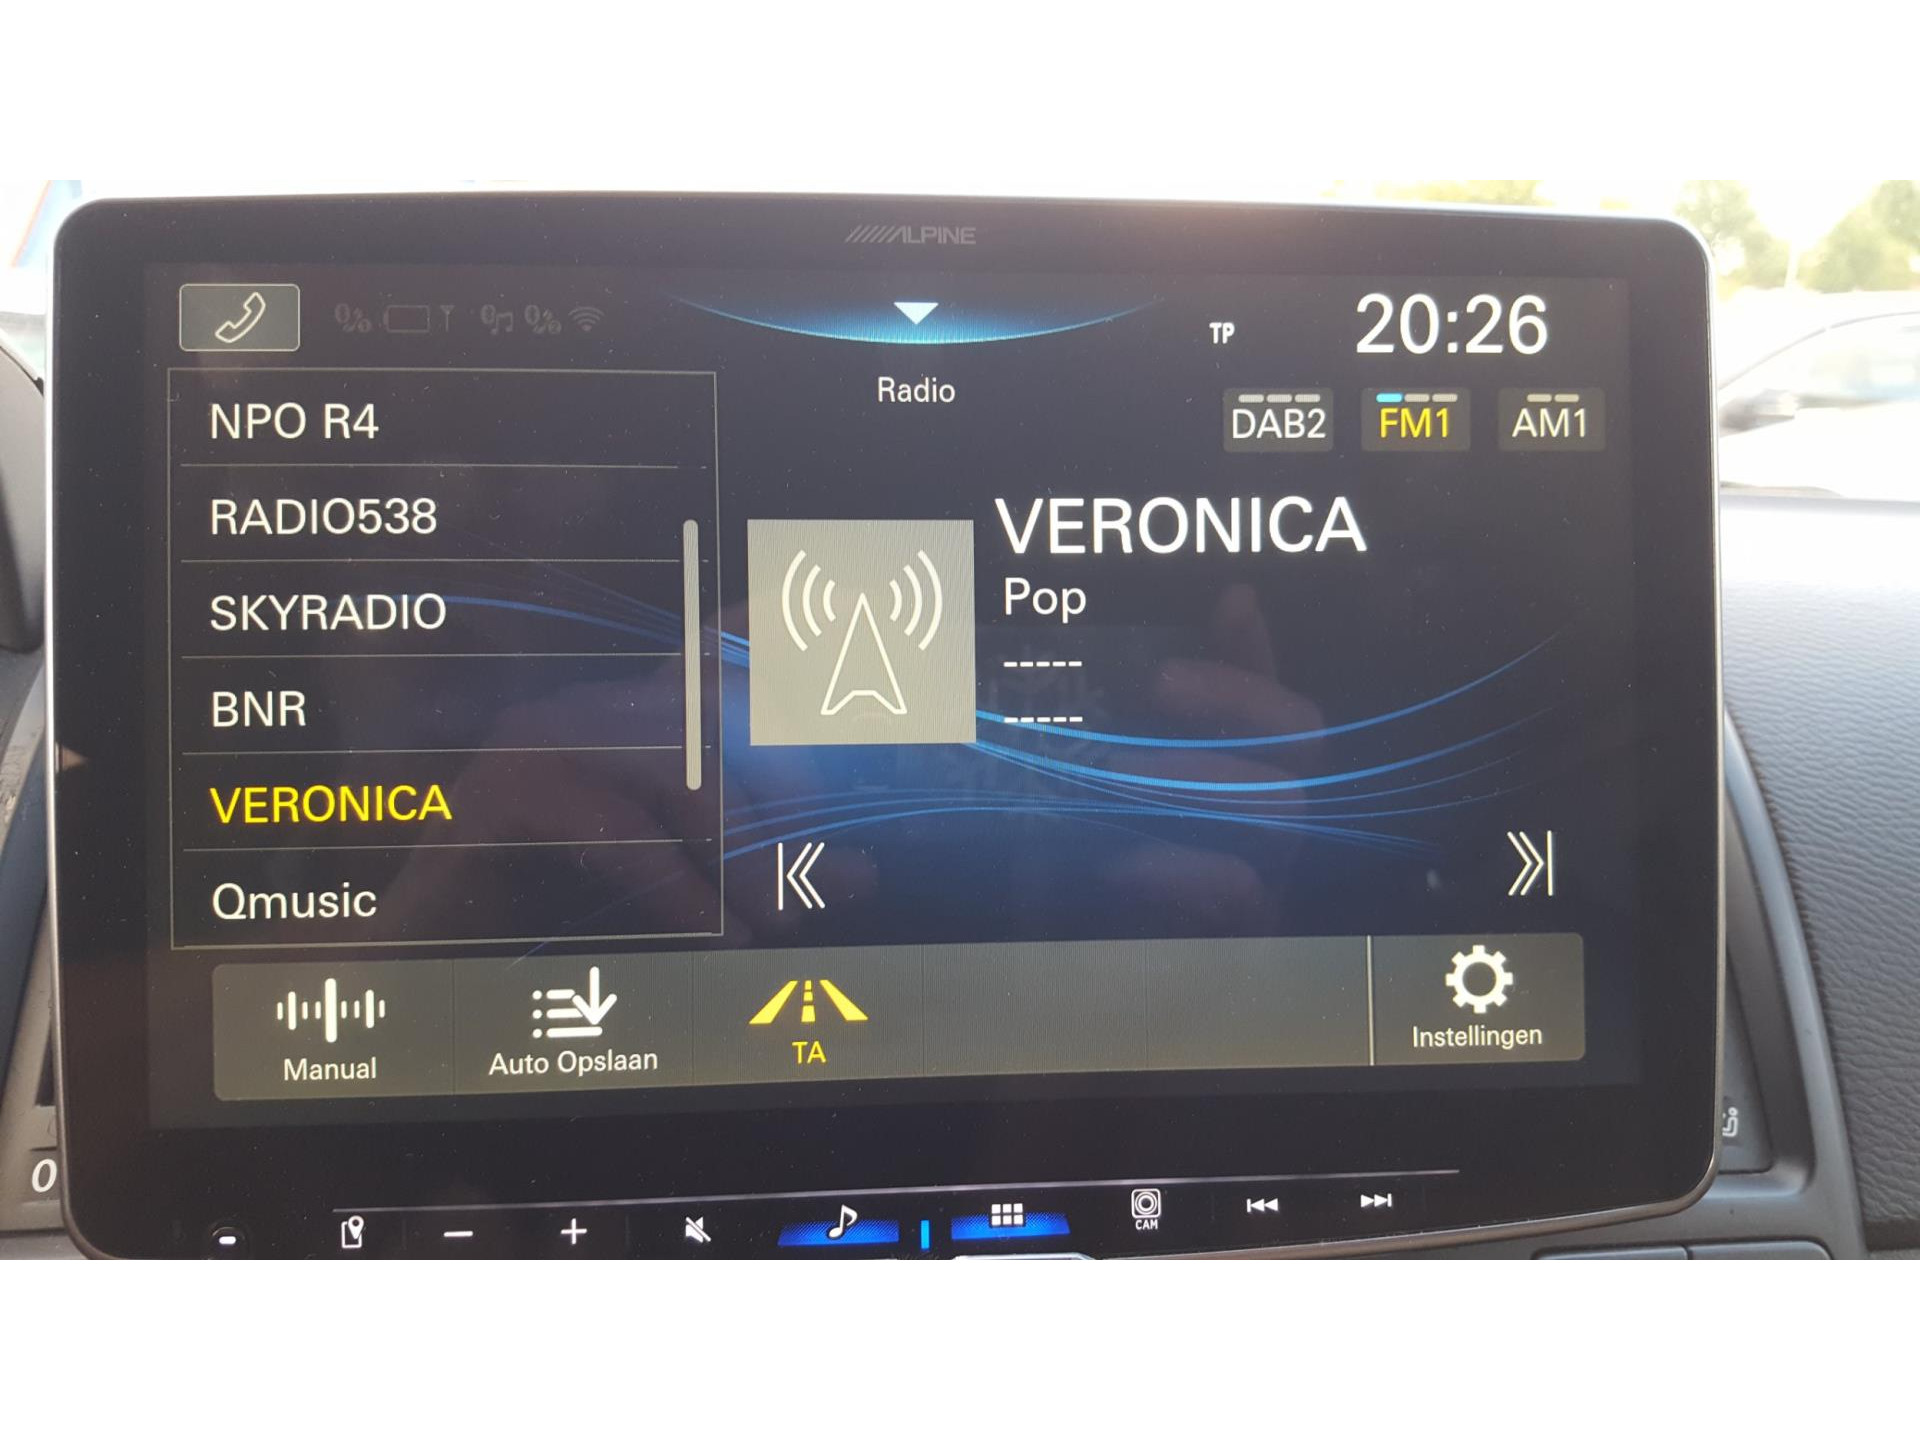 ALPINE
TP
20:26
Radio
DAB2
FM1
AM1
NPO R4
RADIO538
SKYRADIO
BNR
VERONICA
Qmusic
VERONICA
Pop
-----
-----
Manual
Auto Opslaan
TA
Instellingen
0
CAM